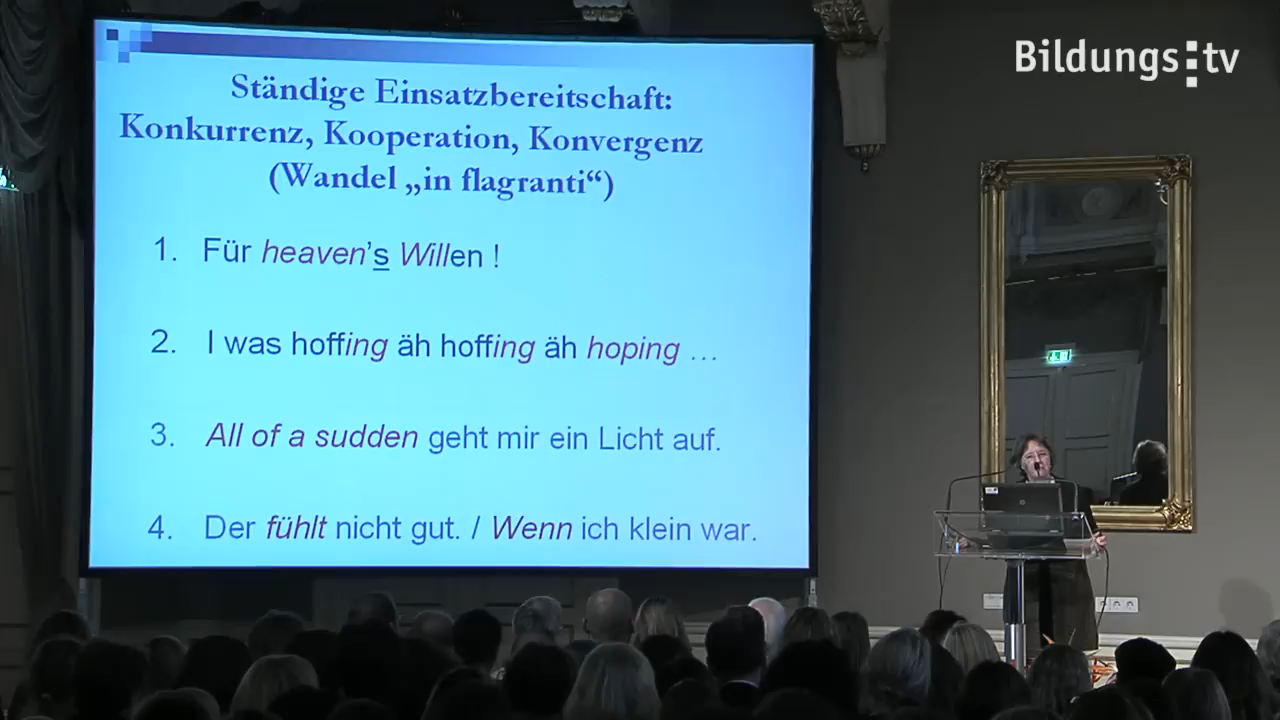 Bildungs:tv
Ständige Einsatzbereitschaft:
Konkurrenz, Kooperation, Konvergenz
(Wandel „in flagranti“)
1. Für heaven’s Willen !
2. I was hoffing äh hoffing äh hoping …
3. All of a sudden geht mir ein Licht auf.
4. Der fühlt nicht gut. / Wenn ich klein war.